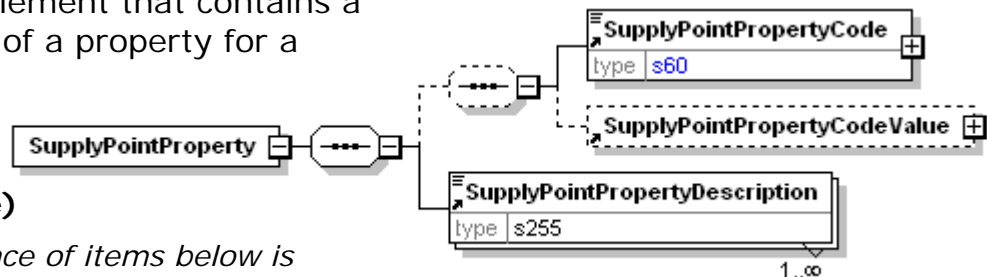 lement that contains a
of a property for a
)
ce of items below is
SupplyPointProperty
SupplyPointPropertyCode
type s60
SupplyPointPropertyCodeValue
SupplyPointPropertyDescription
type s255
1..∞